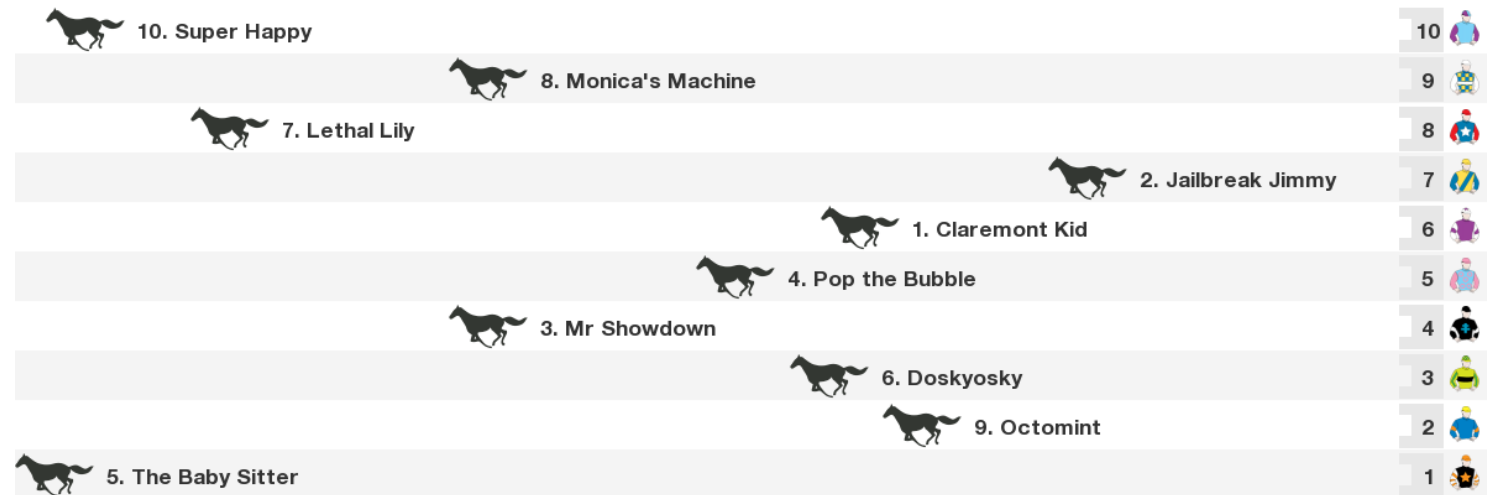 10. Super Happy 10
8. Monica's Machine 9
7. Lethal Lily 8
2. Jailbreak Jimmy 7
1. Claremont Kid 6
4. Pop the Bubble 5
3. Mr Showdown 4
6. Doskyosky 3
9. Octomint 2
5. The Baby Sitter 1